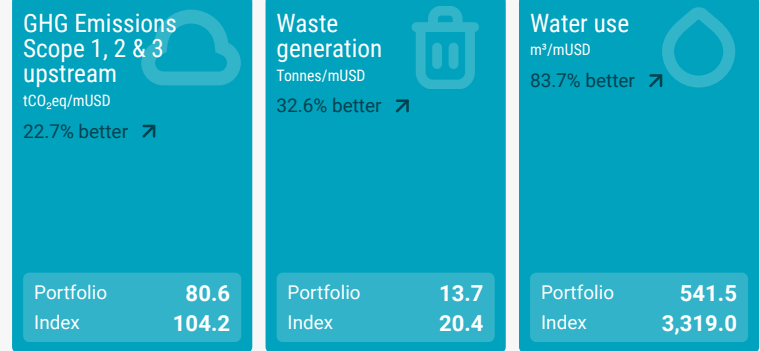 GHG Emissions
Scope 1, 2 & 3
upstream
tCO₂eq/mUSD
22.7% better
Portfolio 80.6
Index 104.2
Waste
generation
Tonnes/mUSD
32.6% better
Portfolio 13.7
Index 20.4
Water use
m³/mUSD
83.7% better
Portfolio 541.5
Index 3,319.0